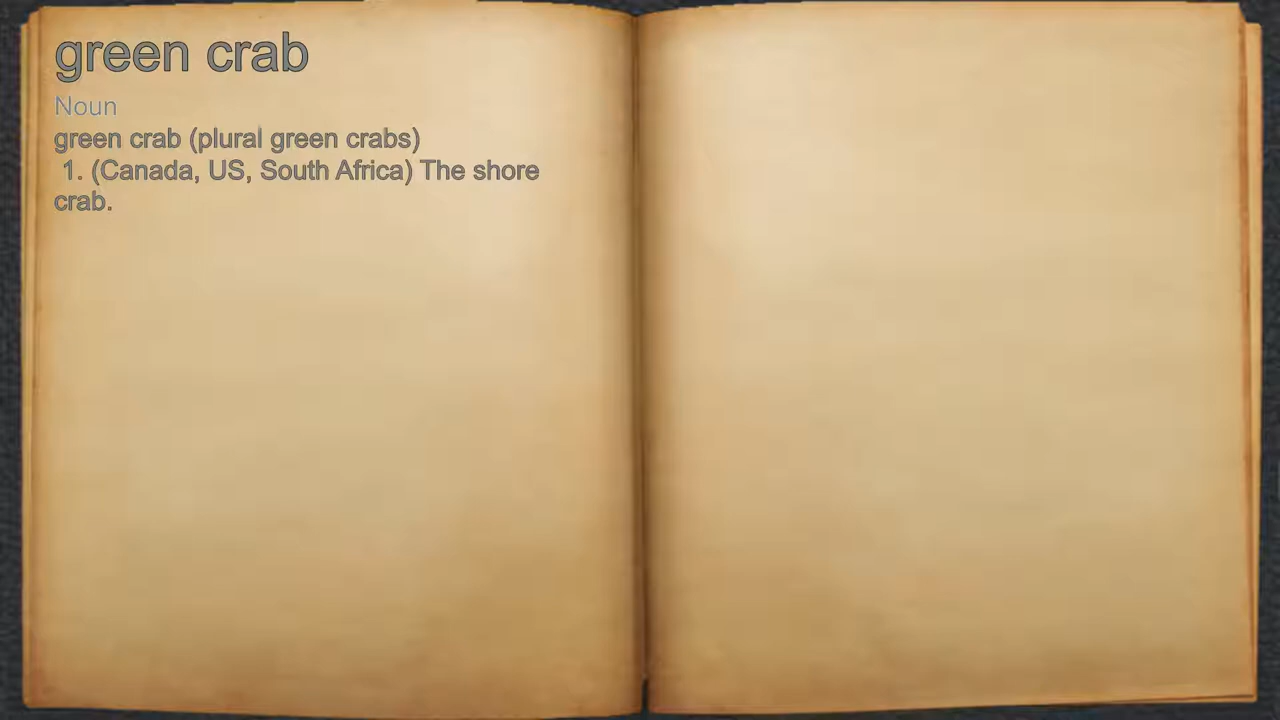 green crab
Noun
green crab (plural green crabs)
1. (Canada, US, South Africa) The shore
crab.